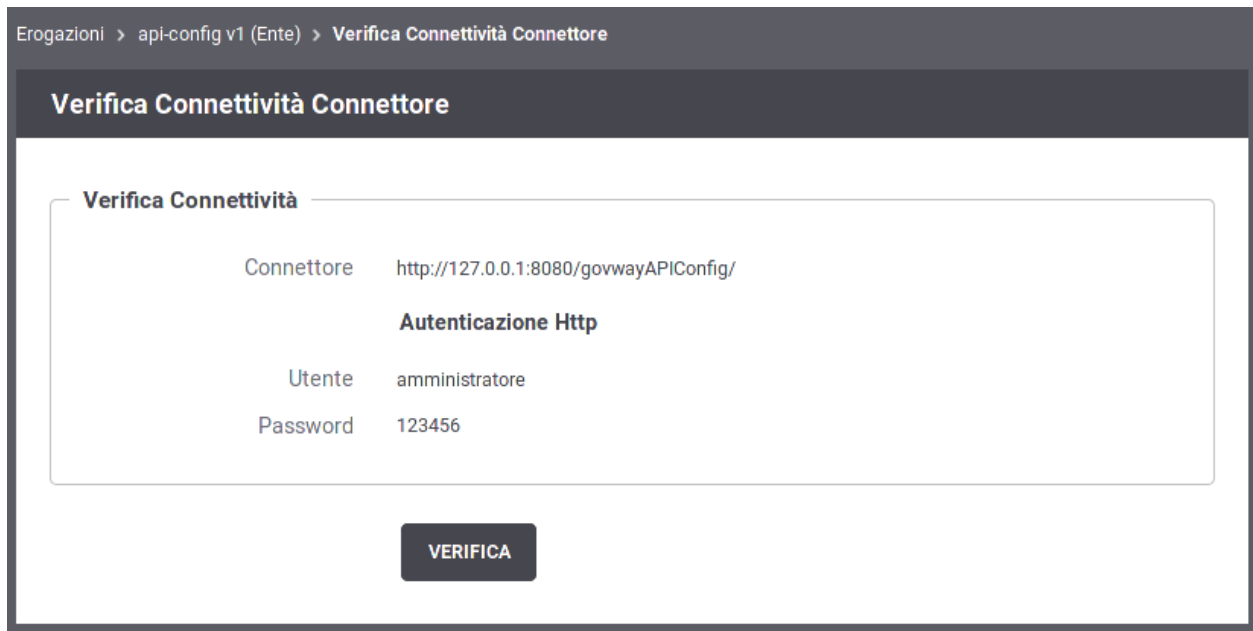 Erogazioni > api-config v1 (Ente) > Verifica Connettività Connettore
Verifica Connettività Connettore
Verifica Connettività
Connettore http://127.0.0.1:8080/govwayAPIConfig/
Autenticazione Http
Utente amministratore
Password 123456
VERIFICA